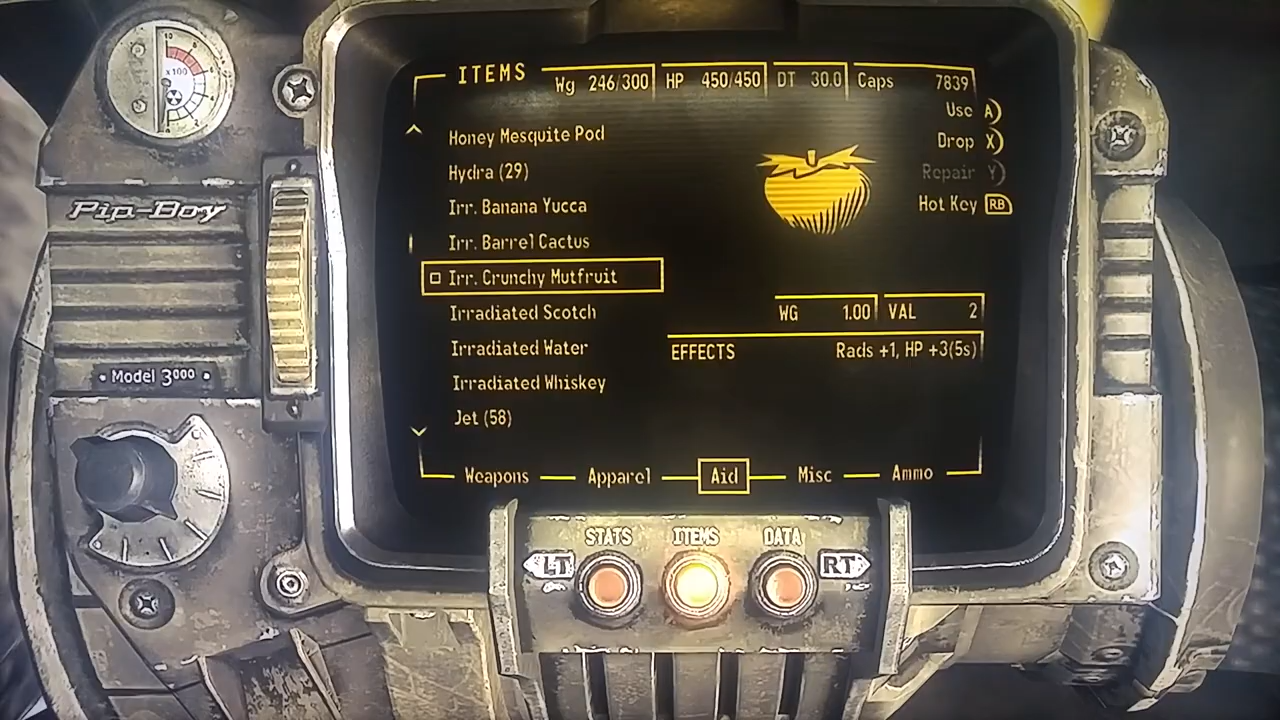 ITEMS Wg 246/300 HP 450/450 DT 30.0 Caps 7839
Use A)
Drop X)
Repair Y)
Hot Key RB
Honey Mesquite Pod
Hydra (29)
Irr. Banana Yucca
Irr. Barrel Cactus
Irr. Crunchy Mutfruit
Irradiated Scotch
Irradiated Water
Irradiated Whiskey
Jet (58)
WG 1.00 VAL 2
EFFECTS Rads +1, HP +3(5s)
Weapons Apparel Aid Misc Ammo
x100
Pip-Boy
• Model 3000 •
STATS ITEMS DATA
LT RT